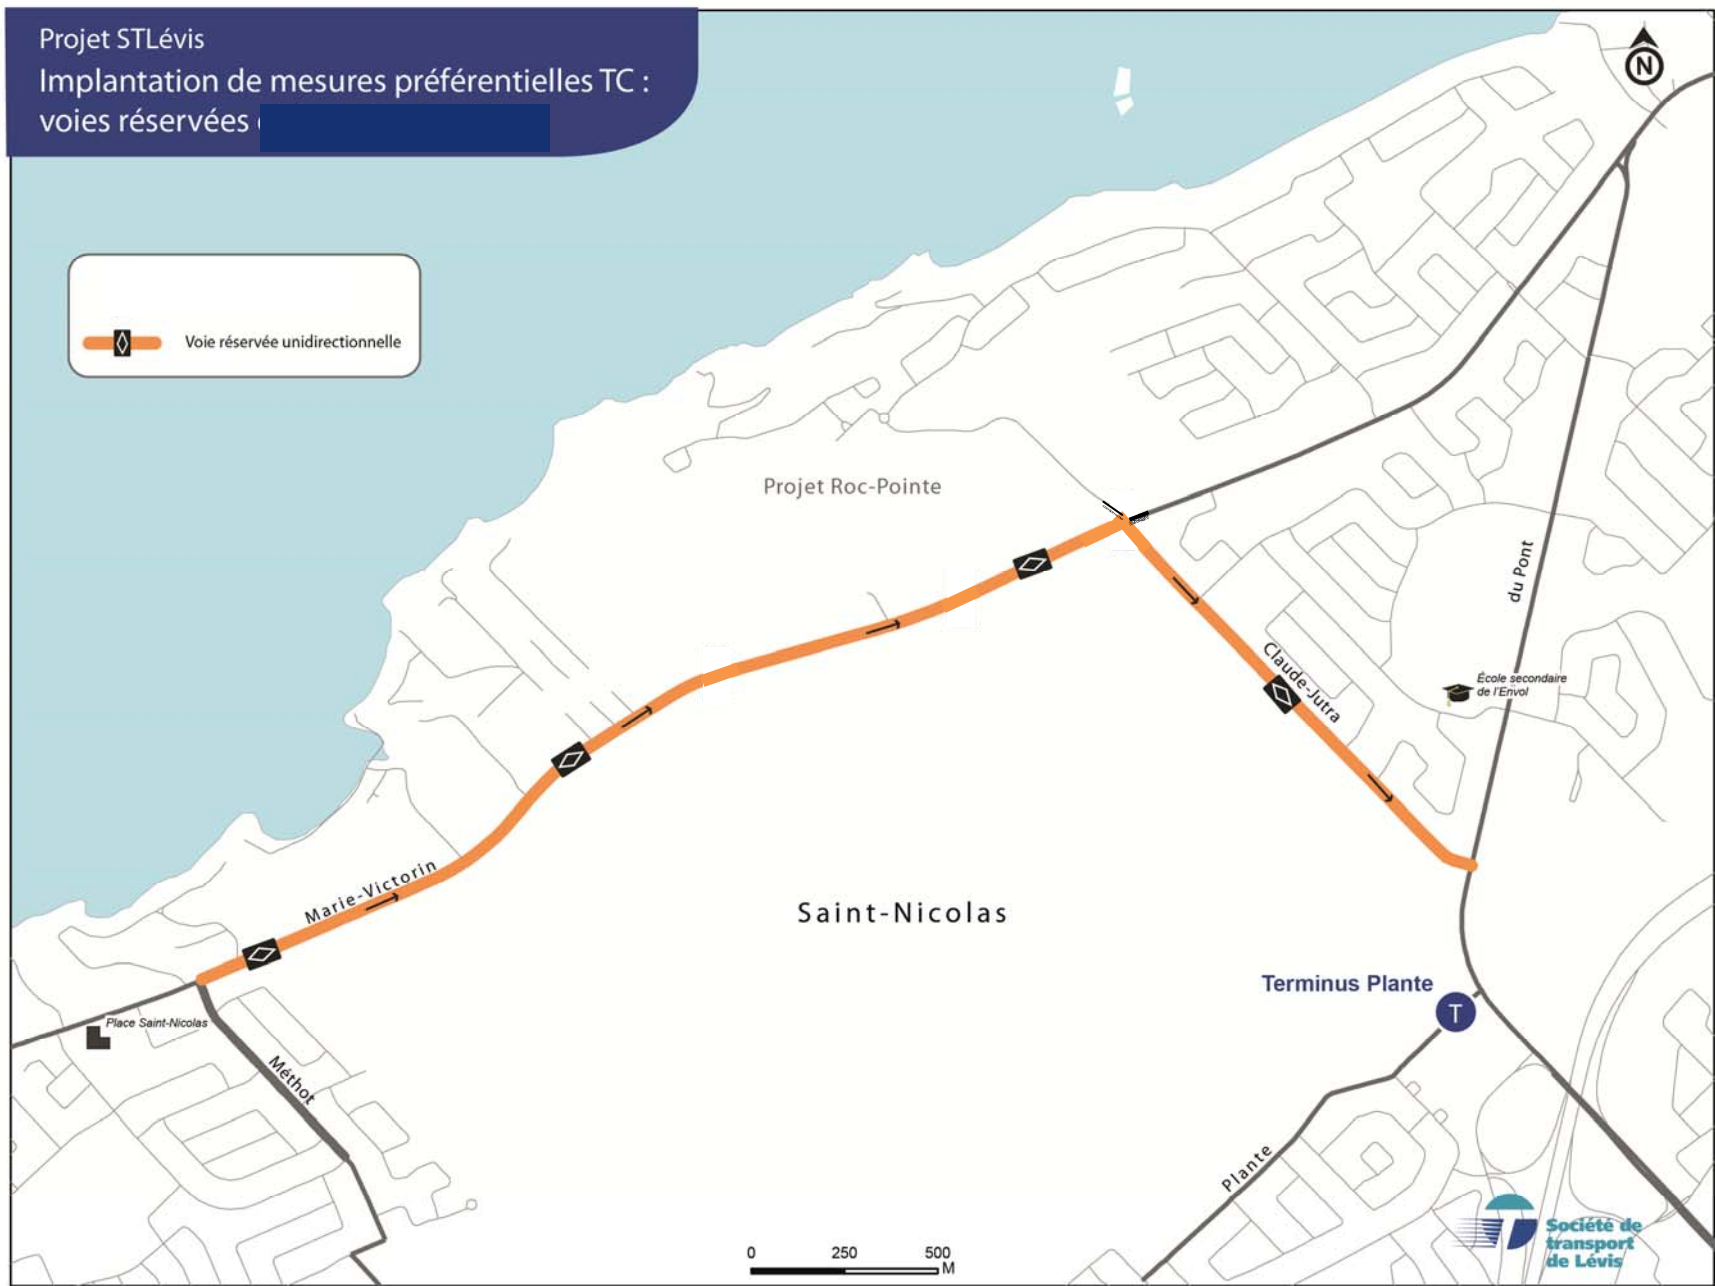 Projet STLévis
Implantation de mesures préférentielles TC :
voies réservées
N
Voie réservée unidirectionnelle
Projet Roc-Pointe
du Pont
Claude-Jutra
École secondaire
de l'Envol
Marie-Victorin
Saint-Nicolas
Terminus Plante
T
Place Saint-Nicolas
Méthot
Plante
0 250 500
M
Société de
transport
de Lévis